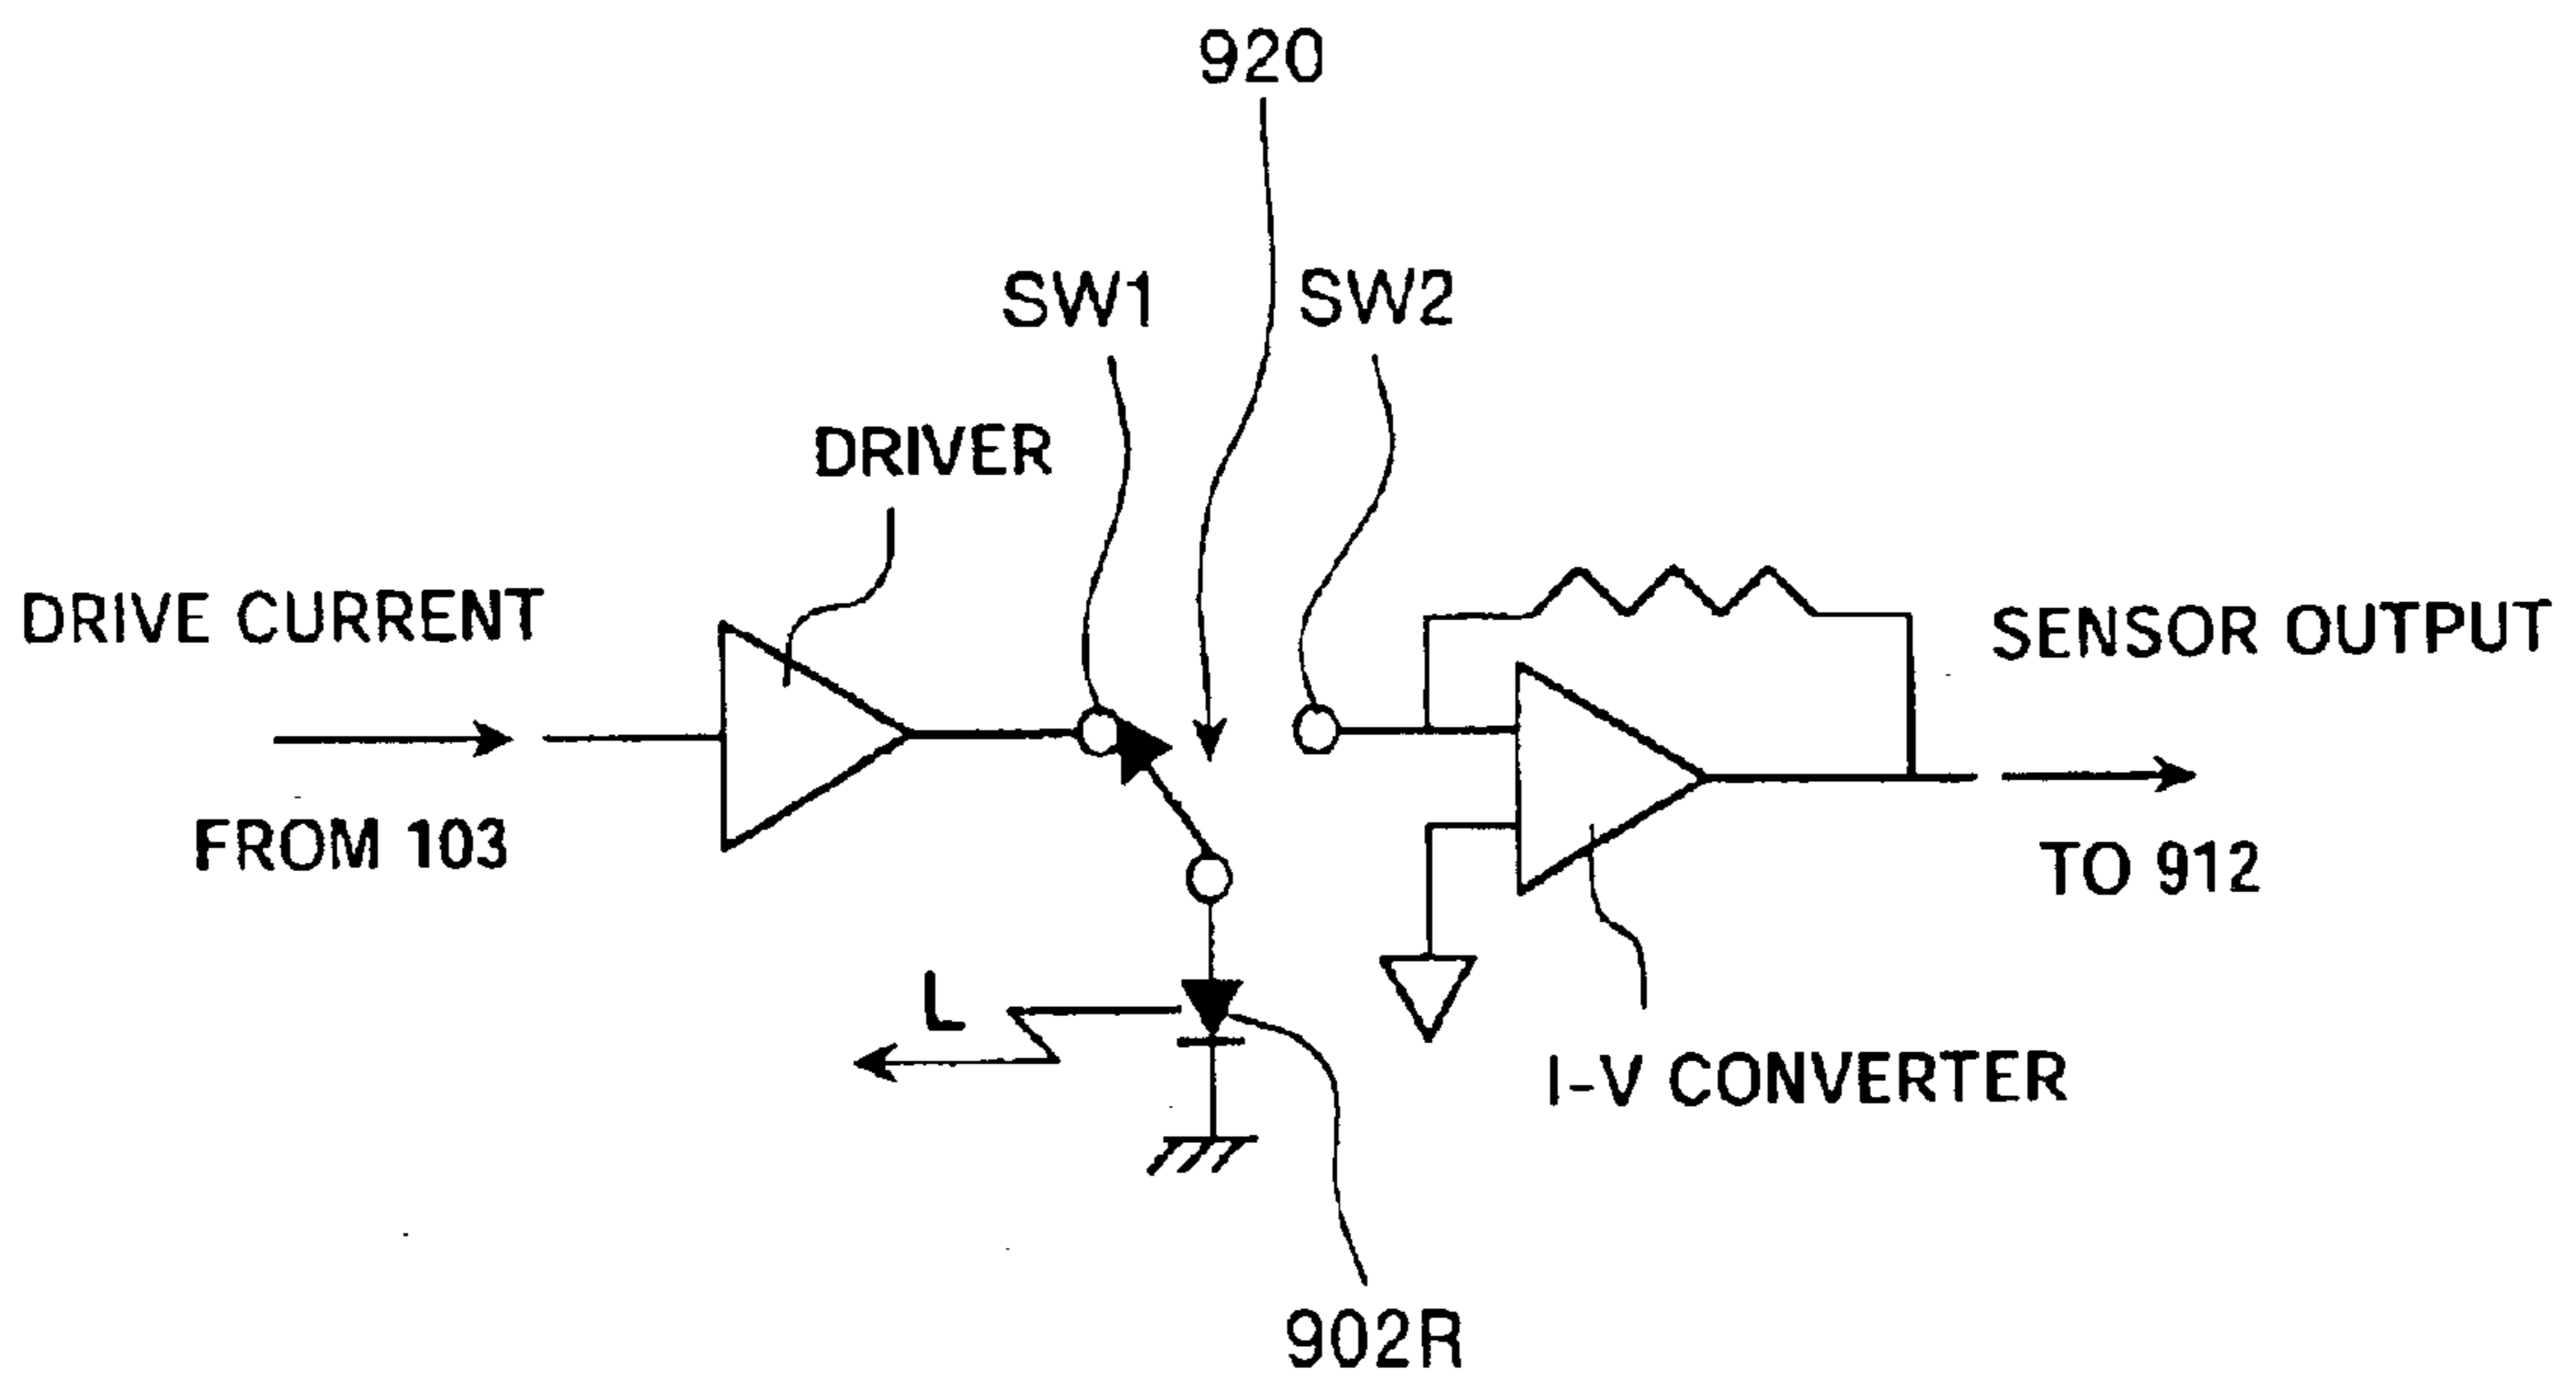 920
SW1
SW2
DRIVER
DRIVE CURRENT
SENSOR OUTPUT
FROM 103
TO 912
L
I-V CONVERTER
902R